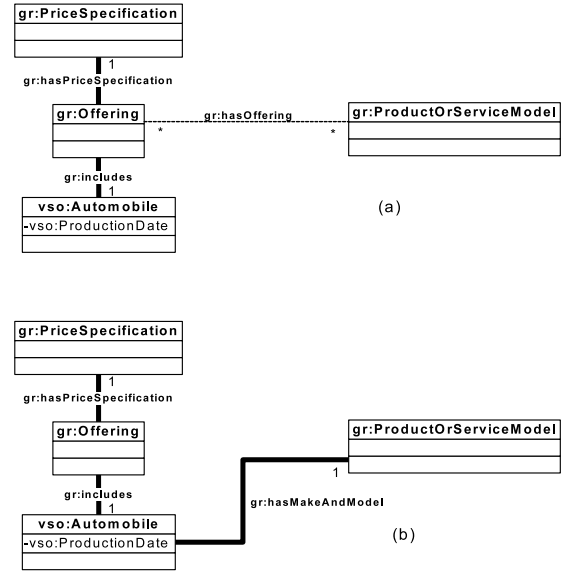 gr:PriceSpecification
1
gr:hasPriceSpecification
gr:Offering
gr:hasOffering
gr:ProductOrServiceModel
*
*
gr:includes
1
vso:Automobile
-vso:ProductionDate
(a)
gr:PriceSpecification
1
gr:hasPriceSpecification
gr:Offering
gr:ProductOrServiceModel
1
gr:includes
1
gr:hasMakeAndModel
vso:Automobile
-vso:ProductionDate
(b)